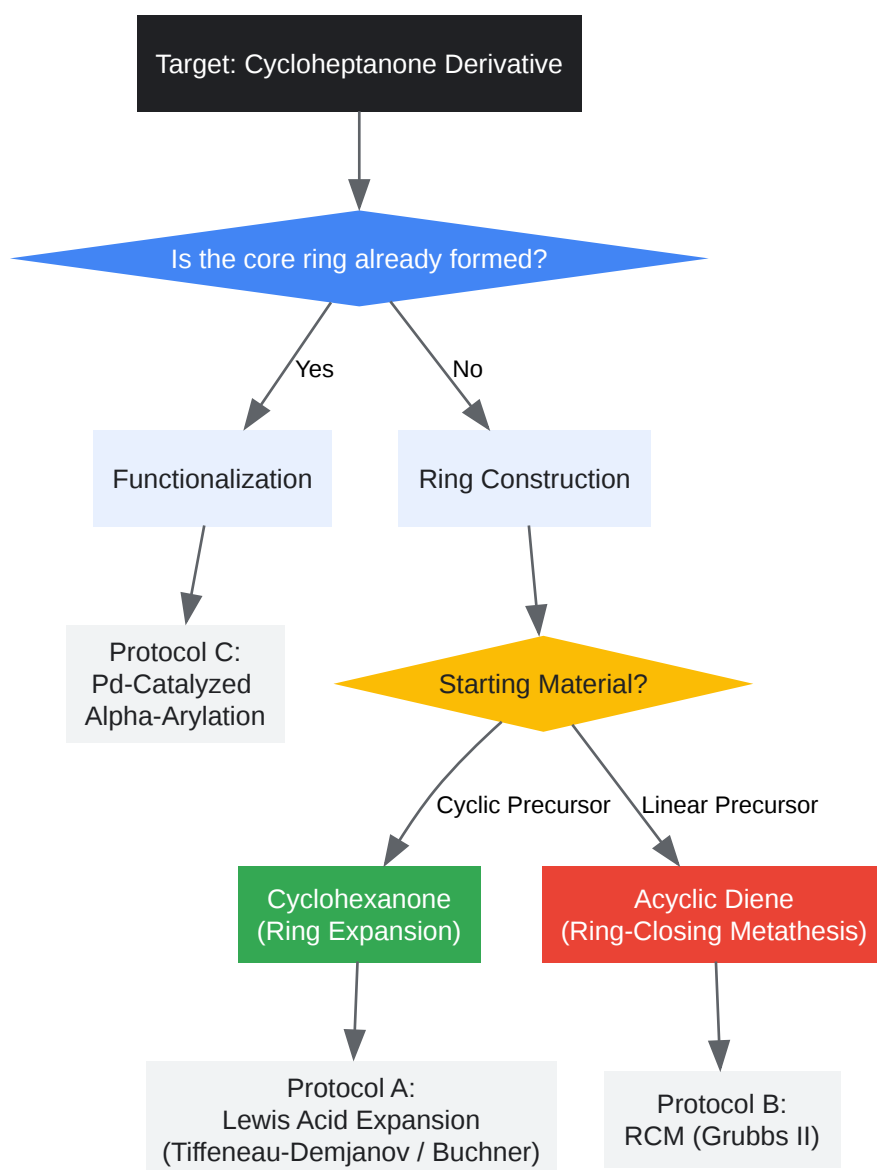 Target: Cycloheptanone Derivative
Is the core ring already formed?
Yes
No
Functionalization
Ring Construction
Protocol C:
Pd-Catalyzed
Alpha-Arylation
Starting Material?
Cyclic Precursor
Linear Precursor
Cyclohexanone
(Ring Expansion)
Acyclic Diene
(Ring-Closing Metathesis)
Protocol A:
Lewis Acid Expansion
(Tiffeneau-Demjanov / Buchner)
Protocol B:
RCM (Grubbs II)